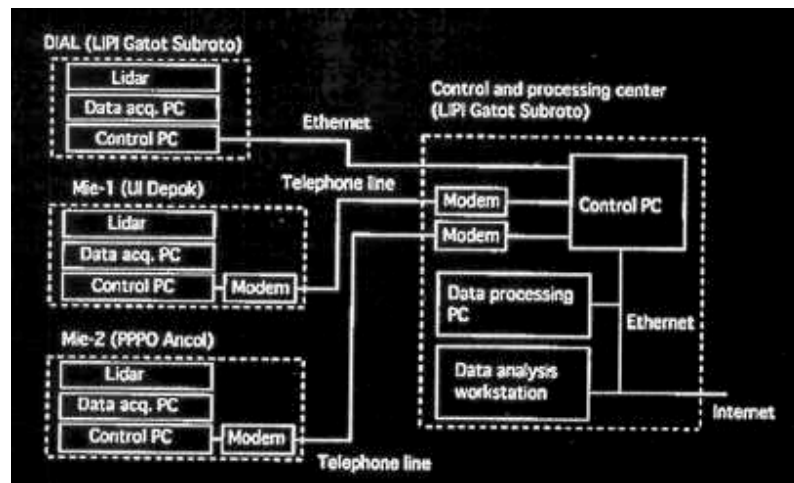 DIAL (LIPI Gatot Subroto)
Lidar
Data acq. PC
Control PC
Ethernet
Mie-1 (UI Depok)
Lidar
Data acq. PC
Control PC
Modem
Telephone line
Mie-2 (PPPO Ancol)
Lidar
Data acq. PC
Control PC
Modem
Telephone line
Control and processing center
(LIPI Gatot Subroto)
Modem
Modem
Control PC
Data processing
PC
Ethernet
Data analysis
workstation
Internet